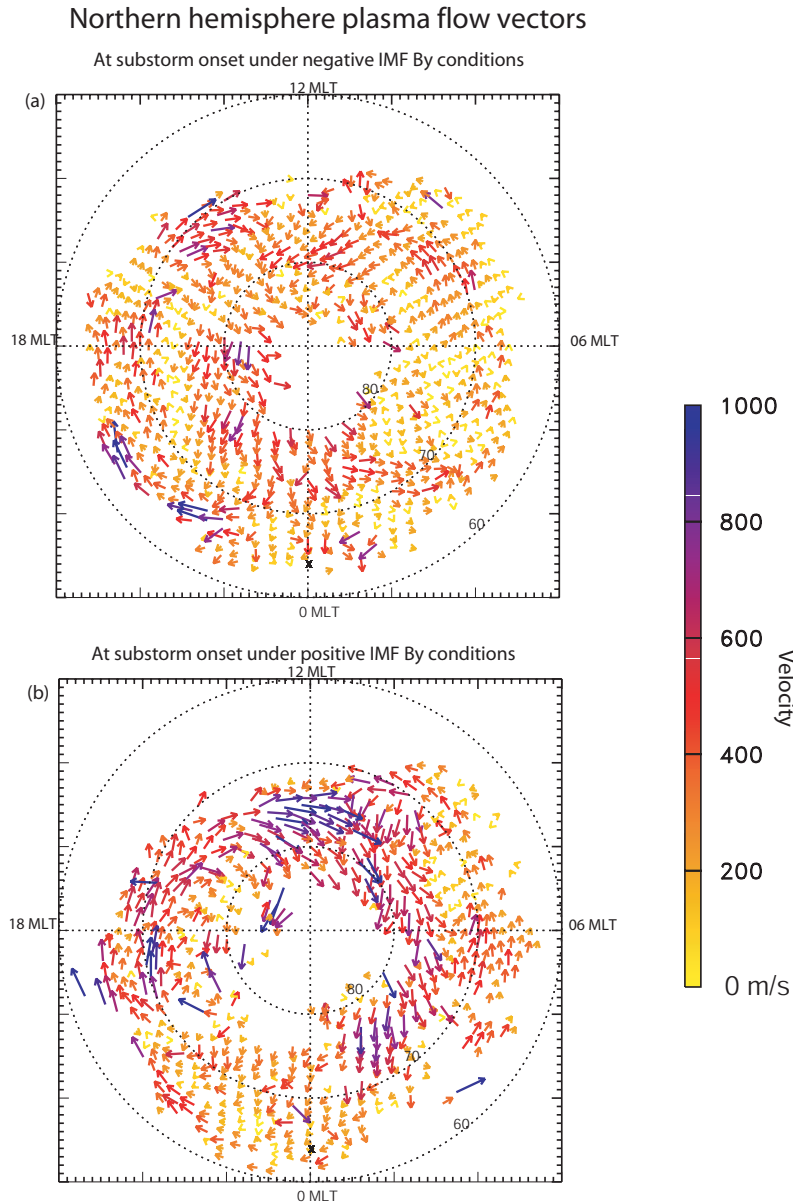 Northern hemisphere plasma flow vectors
At substorm onset under negative IMF By conditions
(a)
12 MLT
18 MLT
06 MLT
80
70
60
x
0 MLT
1000
800
600
400
200
0 m/s
Velocity
At substorm onset under positive IMF By conditions
(b)
12 MLT
18 MLT
06 MLT
80
70
60
x
0 MLT